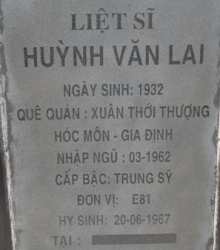 LIỆT SĨ
HUỲNH VĂN LAI
NGÀY SINH: 1932
QUÊ QUÁN : XUÂN THỚI THƯỢNG
HÓC MÔN - GIA ĐỊNH
NHẬP NGŨ : 03-1962
CẤP BẬC: TRUNG SỸ
ĐƠN VỊ: E81
HY SINH: 20-06-1967
TẠI :